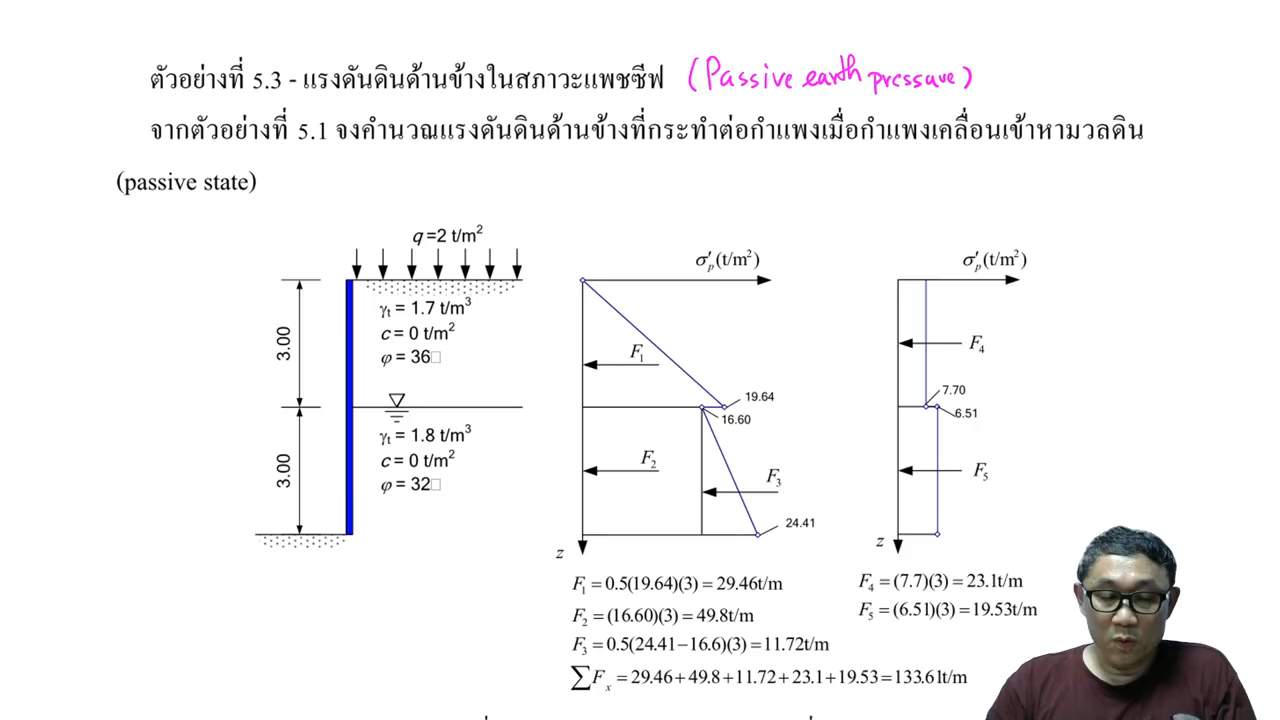 ตัวอย่างที่ 5.3 - แรงดันดินด้านข้างในสภาวะแพซซีฟ (Passive earth pressure)
จากตัวอย่างที่ 5.1 จงคำนวณแรงดันดินด้านข้างที่กระทำต่อกำแพงเมื่อกำแพงเคลื่อนเข้าหามวลดิน
(passive state)
q =2 t/m²
γt = 1.7 t/m³
c = 0 t/m²
φ = 36□
3.00
γt = 1.8 t/m³
c = 0 t/m²
φ = 32□
3.00
σ′p (t/m²)
F₁
19.64
16.60
F₂
F₃
24.41
z
σ′p (t/m²)
F₄
7.70
6.51
F₅
z
F₁ = 0.5(19.64)(3) = 29.46t/m
F₂ = (16.60)(3) = 49.8t/m
F₃ = 0.5(24.41−16.6)(3) = 11.72t/m
∑Fₓ = 29.46+49.8+11.72+23.1+19.53=133.61t/m
F₄ = (7.7)(3) = 23.1t/m
F₅ = (6.51)(3) = 19.53t/m